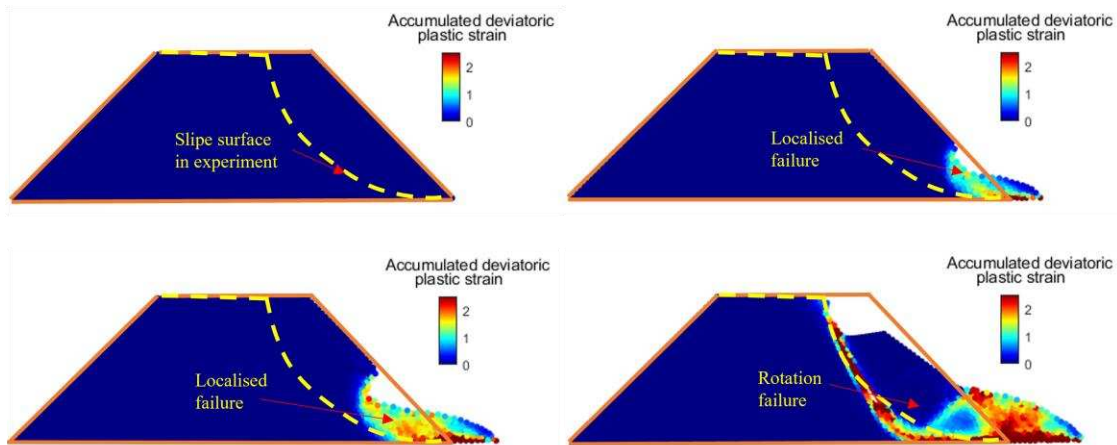 Accumulated deviatoric
plastic strain
2
1
0
Slipe surface
in experiment
Accumulated deviatoric
plastic strain
2
1
0
Localised
failure
Accumulated deviatoric
plastic strain
2
1
0
Localised
failure
Accumulated deviatoric
plastic strain
2
1
0
Rotation
failure